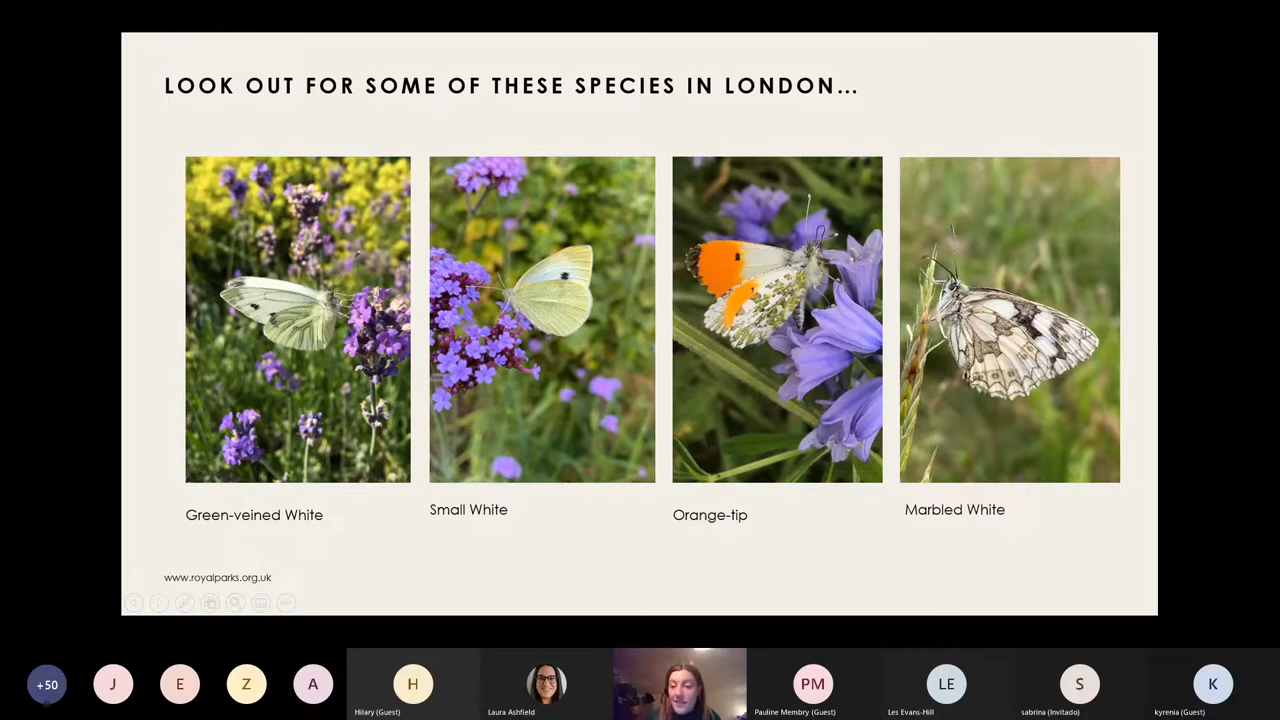 LOOK OUT FOR SOME OF THESE SPECIES IN LONDON…
Green-veined White
Small White
Orange-tip
Marbled White
www.royalparks.org.uk
+50
J
E
Z
A
H
Hilary (Guest)
Laura Ashfield
PM
Pauline Membry (Guest)
LE
Les Evans-Hill
S
sabrina (Invitado)
K
kyrenia (Guest)